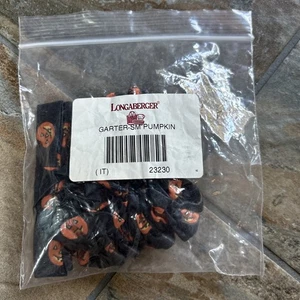 LONGABERGER
GARTER-SM PUMPKIN
(IT) 23230